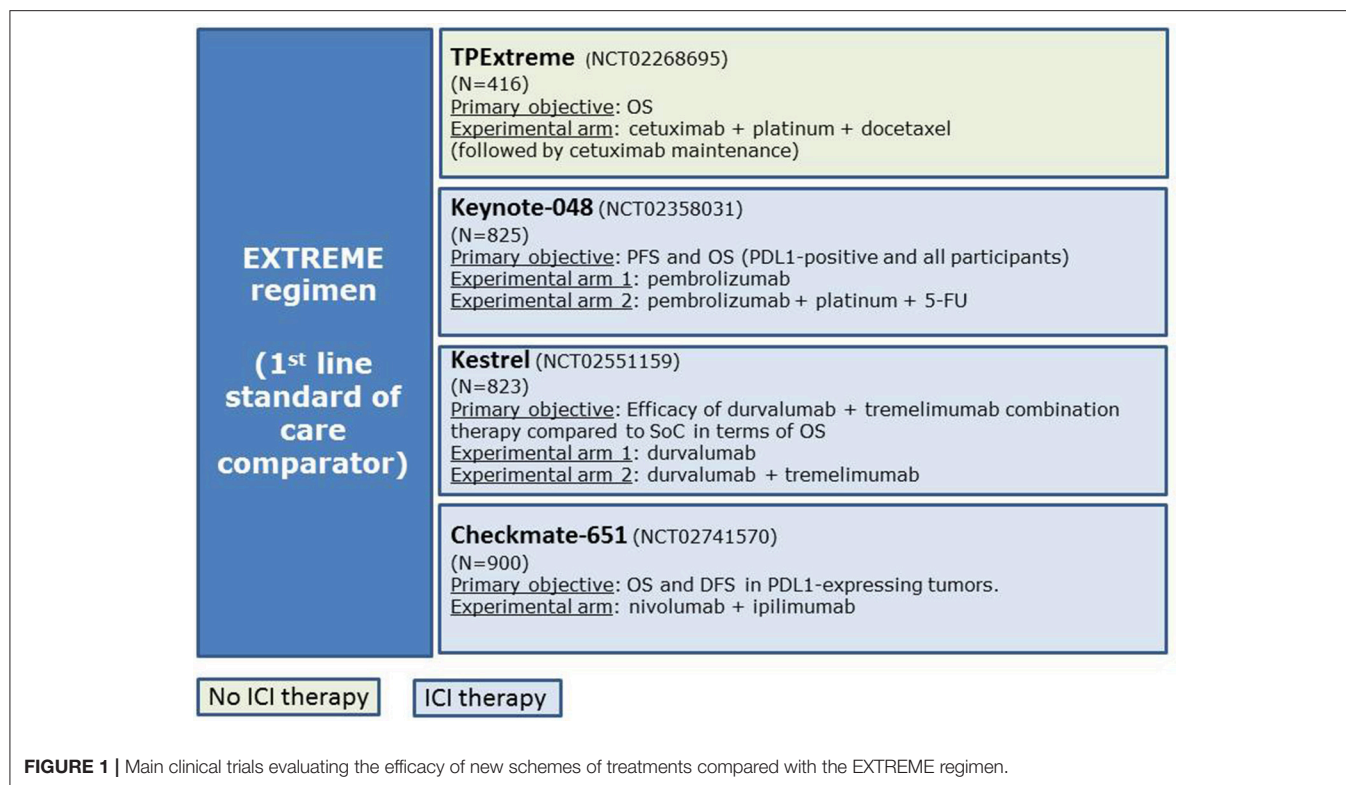 EXTREME
regimen
(1st line
standard of
care
comparator)
TPExtreme (NCT02268695)
(N=416)
Primary objective: OS
Experimental arm: cetuximab + platinum + docetaxel
(followed by cetuximab maintenance)
Keynote-048 (NCT02358031)
(N=825)
Primary objective: PFS and OS (PDL1-positive and all participants)
Experimental arm 1: pembrolizumab
Experimental arm 2: pembrolizumab + platinum + 5-FU
Kestrel (NCT02551159)
(N=823)
Primary objective: Efficacy of durvalumab + tremelimumab combination
therapy compared to SoC in terms of OS
Experimental arm 1: durvalumab
Experimental arm 2: durvalumab + tremelimumab
Checkmate-651 (NCT02741570)
(N=900)
Primary objective: OS and DFS in PDL1-expressing tumors.
Experimental arm: nivolumab + ipilimumab
No ICI therapy
ICI therapy
FIGURE 1 | Main clinical trials evaluating the efficacy of new schemes of treatments compared with the EXTREME regimen.